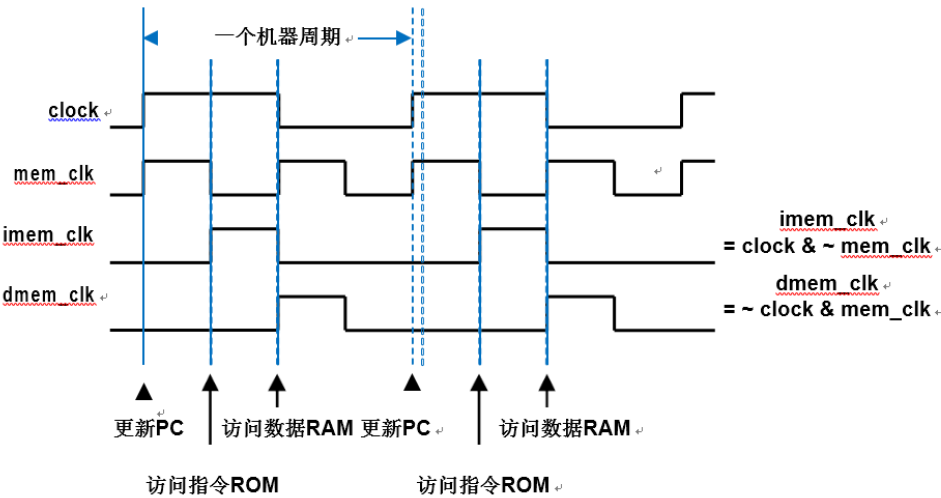 一个机器周期
clock
mem_clk
imem_clk
dmem_clk
imem_clk
= clock & ~ mem_clk
dmem_clk
= ~ clock & mem_clk
更新PC
访问数据RAM
更新PC
访问数据RAM
访问指令ROM
访问指令ROM